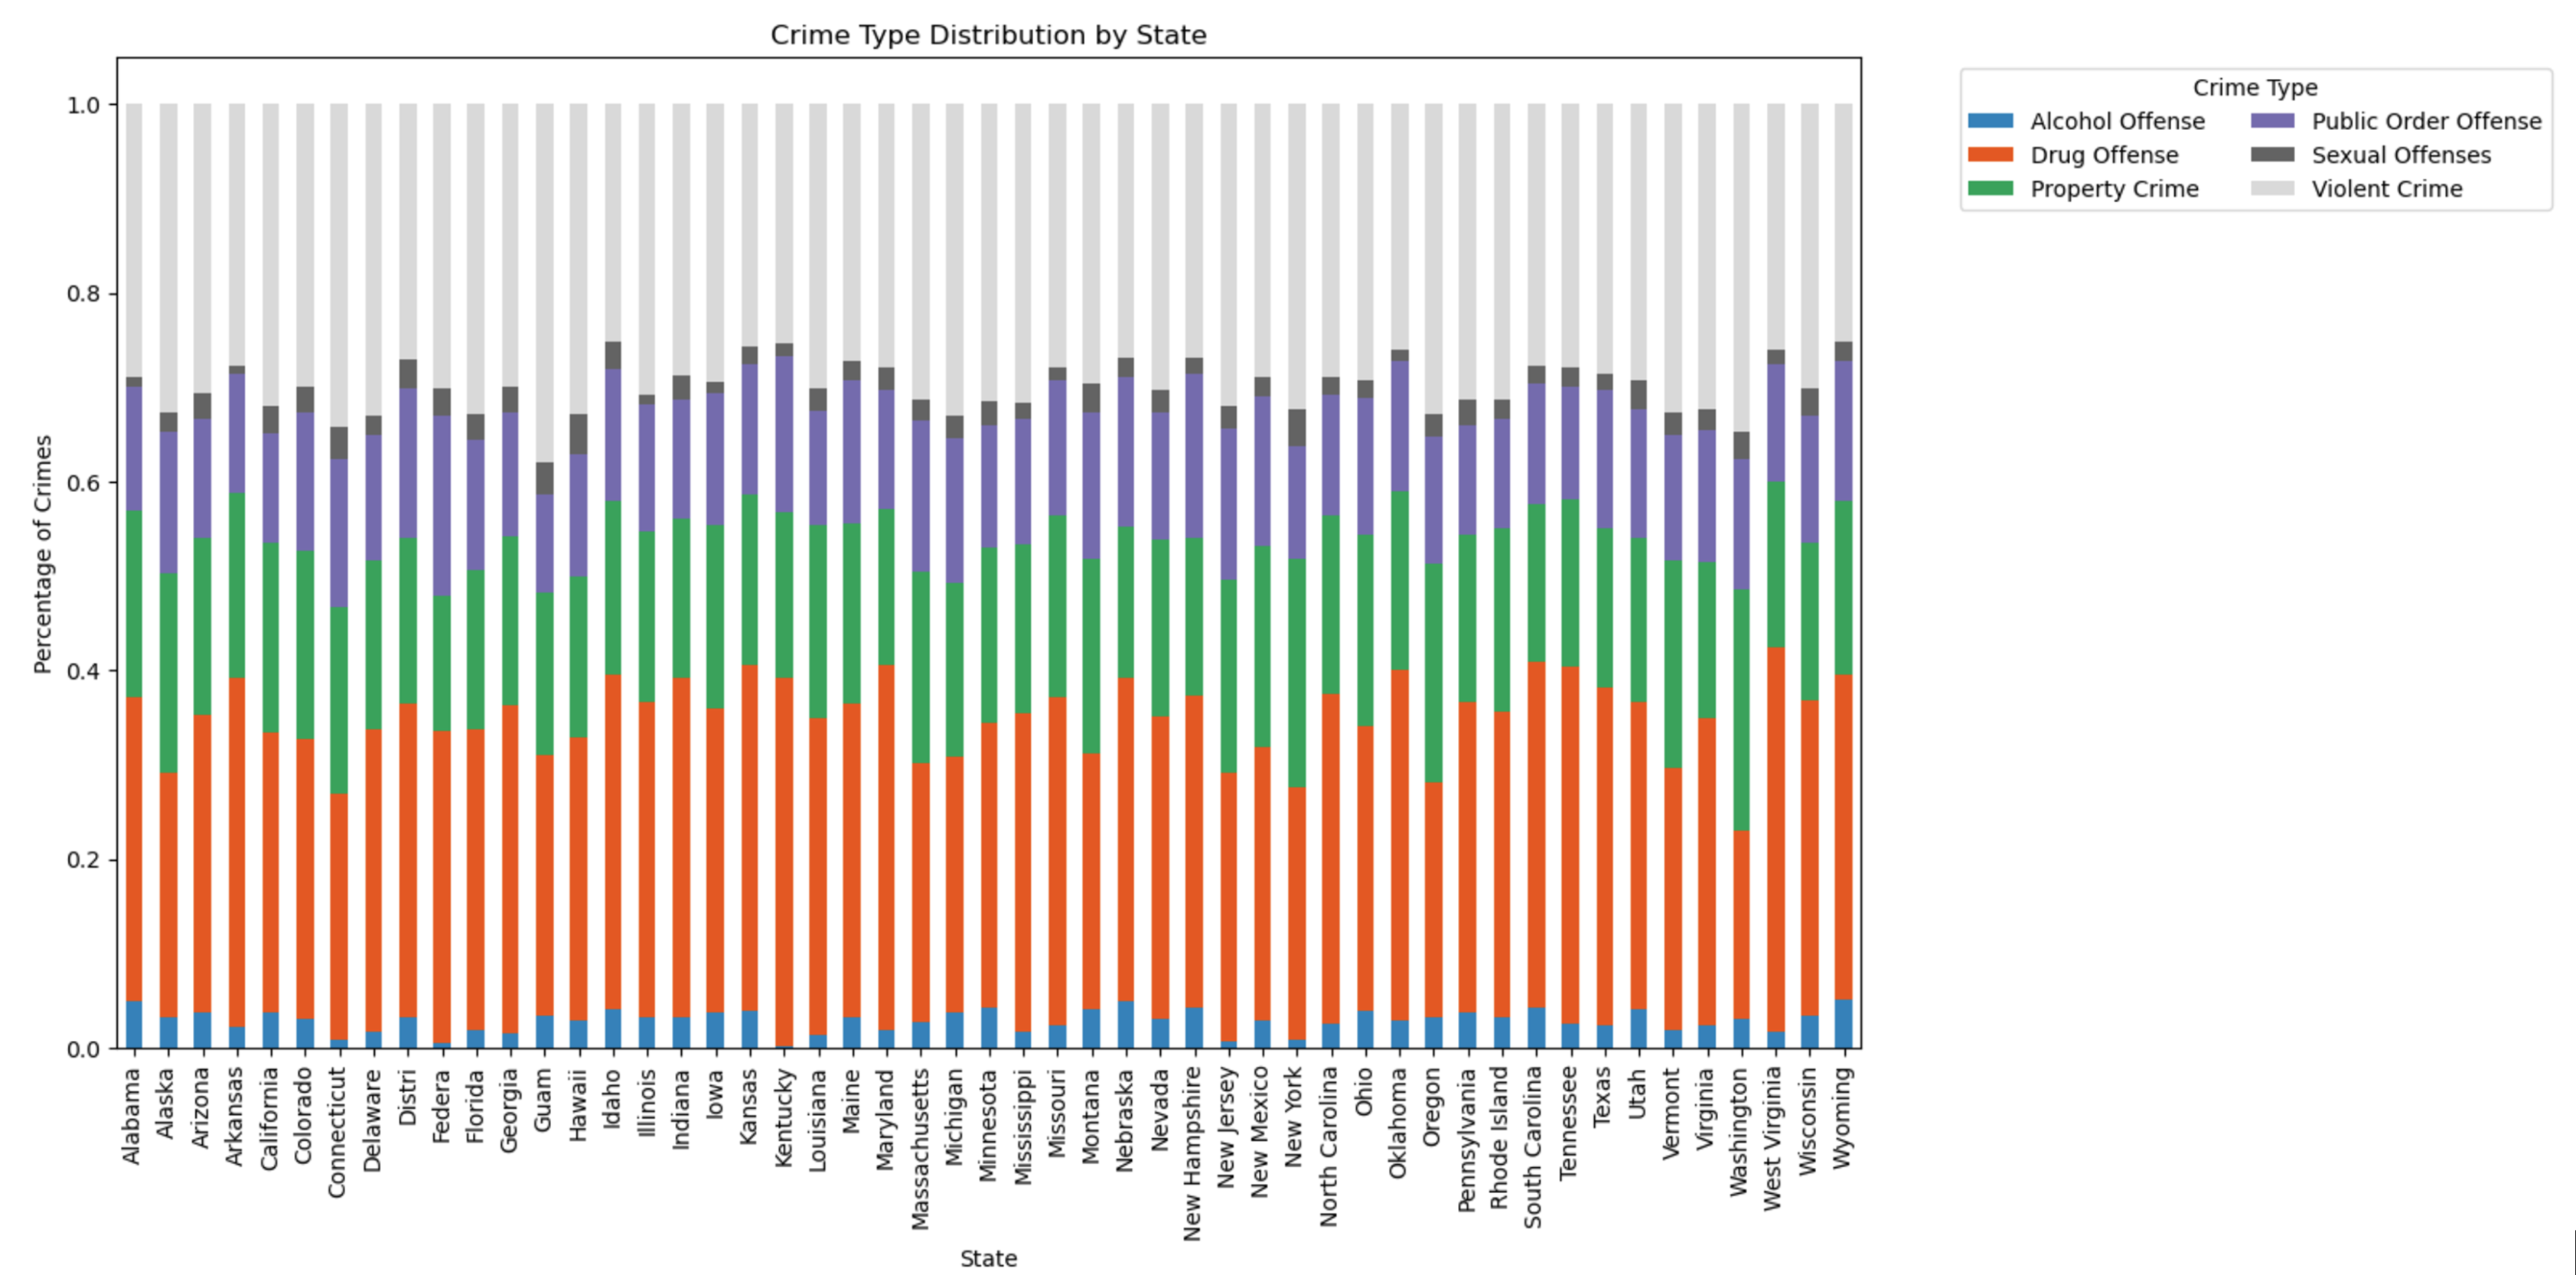 Crime Type Distribution by State
Percentage of Crimes
1.0
0.8
0.6
0.4
0.2
0.0
Alabama
Alaska
Arizona
Arkansas
California
Colorado
Connecticut
Delaware
Distri
Federa
Florida
Georgia
Guam
Hawaii
Idaho
Illinois
Indiana
Iowa
Kansas
Kentucky
Louisiana
Maine
Maryland
Massachusetts
Michigan
Minnesota
Mississippi
Missouri
Montana
Nebraska
Nevada
New Hampshire
New Jersey
New Mexico
New York
North Carolina
Ohio
Oklahoma
Oregon
Pennsylvania
Rhode Island
South Carolina
Tennessee
Texas
Utah
Vermont
Virginia
Washington
West Virginia
Wisconsin
Wyoming
State
Crime Type
Alcohol Offense
Drug Offense
Property Crime
Public Order Offense
Sexual Offenses
Violent Crime